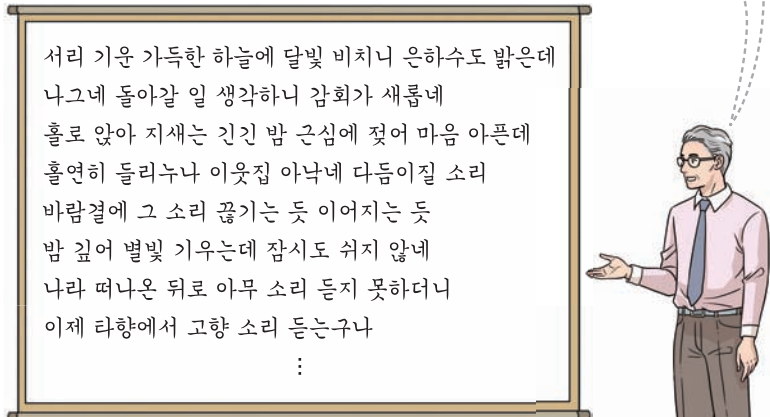 서리 기운 가득한 하늘에 달빛 비치니 은하수도 밝은데
나그네 돌아갈 일 생각하니 감회가 새롭네
홀로 앉아 지새는 긴긴 밤 근심에 젖어 마음 아픈데
홀연히 들리누나 이웃집 아낙네 다듬이질 소리
바람결에 그 소리 끊기는 듯 이어지는 듯
밤 깊어 별빛 기우는데 잠시도 쉬지 않네
나라 떠나온 뒤로 아무 소리 듣지 못하더니
이제 타향에서 고향 소리 듣는구나
⋮